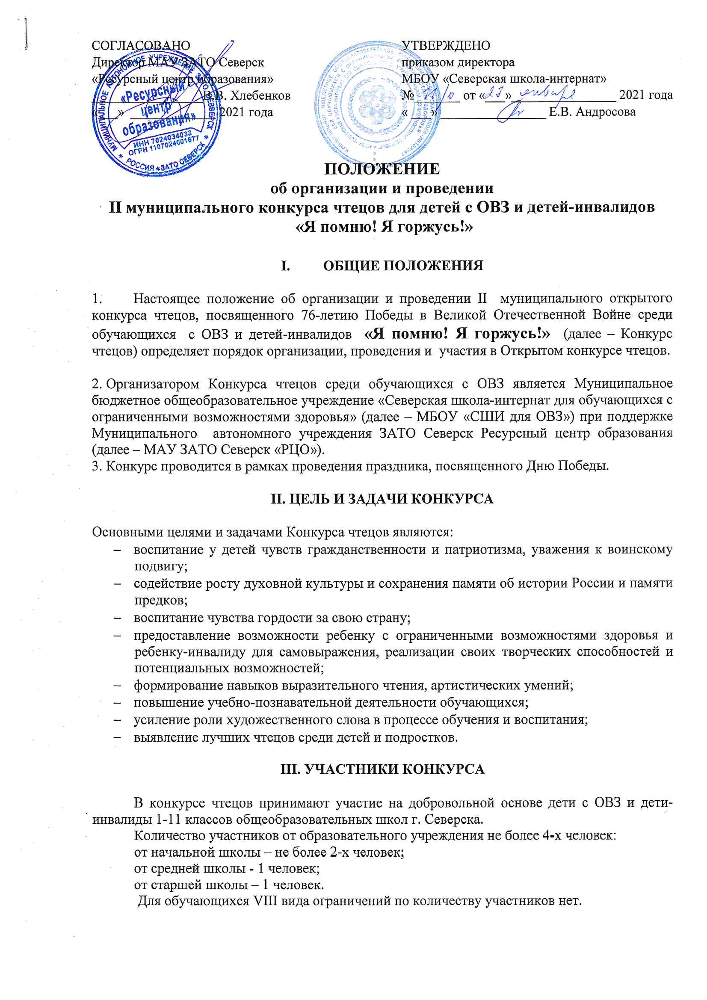 СОГЛАСОВАНО
Директор МАУ ЗАТО Северск
«Ресурсный центр образования»
В.В. Хлебенков
«___» ______________ 2021 года
УТВЕРЖДЕНО
приказом директора
МБОУ «Северская школа-интернат»
№ от «27» января 2021 года
«___» ________________ Е.В. Андросова
МУНИЦИПАЛЬНОЕ АВТОНОМНОЕ УЧРЕЖДЕНИЕ ЗАТО СЕВЕРСК
«Ресурсный
центр
образования»
ИНН 7024034033
ОГРН 1107024001677
* РОССИЯ * ЗАТО СЕВЕРСК *
ПОЛОЖЕНИЕ
об организации и проведении
II муниципального конкурса чтецов для детей с ОВЗ и детей-инвалидов
«Я помню! Я горжусь!»
I. ОБЩИЕ ПОЛОЖЕНИЯ
1. Настоящее положение об организации и проведении II муниципального открытого
конкурса чтецов, посвященного 76-летию Победы в Великой Отечественной Войне среди
обучающихся с ОВЗ и детей-инвалидов «Я помню! Я горжусь!» (далее – Конкурс
чтецов) определяет порядок организации, проведения и участия в Открытом конкурсе чтецов.
2. Организатором Конкурса чтецов среди обучающихся с ОВЗ является Муниципальное
бюджетное общеобразовательное учреждение «Северская школа-интернат для обучающихся с
ограниченными возможностями здоровья» (далее – МБОУ «СШИ для ОВЗ») при поддержке
Муниципального автономного учреждения ЗАТО Северск Ресурсный центр образования
(далее – МАУ ЗАТО Северск «РЦО»).
3. Конкурс проводится в рамках проведения праздника, посвященного Дню Победы.
II. ЦЕЛЬ И ЗАДАЧИ КОНКУРСА
Основными целями и задачами Конкурса чтецов являются:
– воспитание у детей чувств гражданственности и патриотизма, уважения к воинскому
подвигу;
– содействие росту духовной культуры и сохранения памяти об истории России и памяти
предков;
– воспитание чувства гордости за свою страну;
– предоставление возможности ребенку с ограниченными возможностями здоровья и
ребенку-инвалиду для самовыражения, реализации своих творческих способностей и
потенциальных возможностей;
– формирование навыков выразительного чтения, артистических умений;
– повышение учебно-познавательной деятельности обучающихся;
– усиление роли художественного слова в процессе обучения и воспитания;
– выявление лучших чтецов среди детей и подростков.
III. УЧАСТНИКИ КОНКУРСА
В конкурсе чтецов принимают участие на добровольной основе дети с ОВЗ и дети-
инвалиды 1-11 классов общеобразовательных школ г. Северска.
Количество участников от образовательного учреждения не более 4-х человек:
от начальной школы – не более 2-х человек;
от средней школы - 1 человек;
от старшей школы – 1 человек.
Для обучающихся VIII вида ограничений по количеству участников нет.